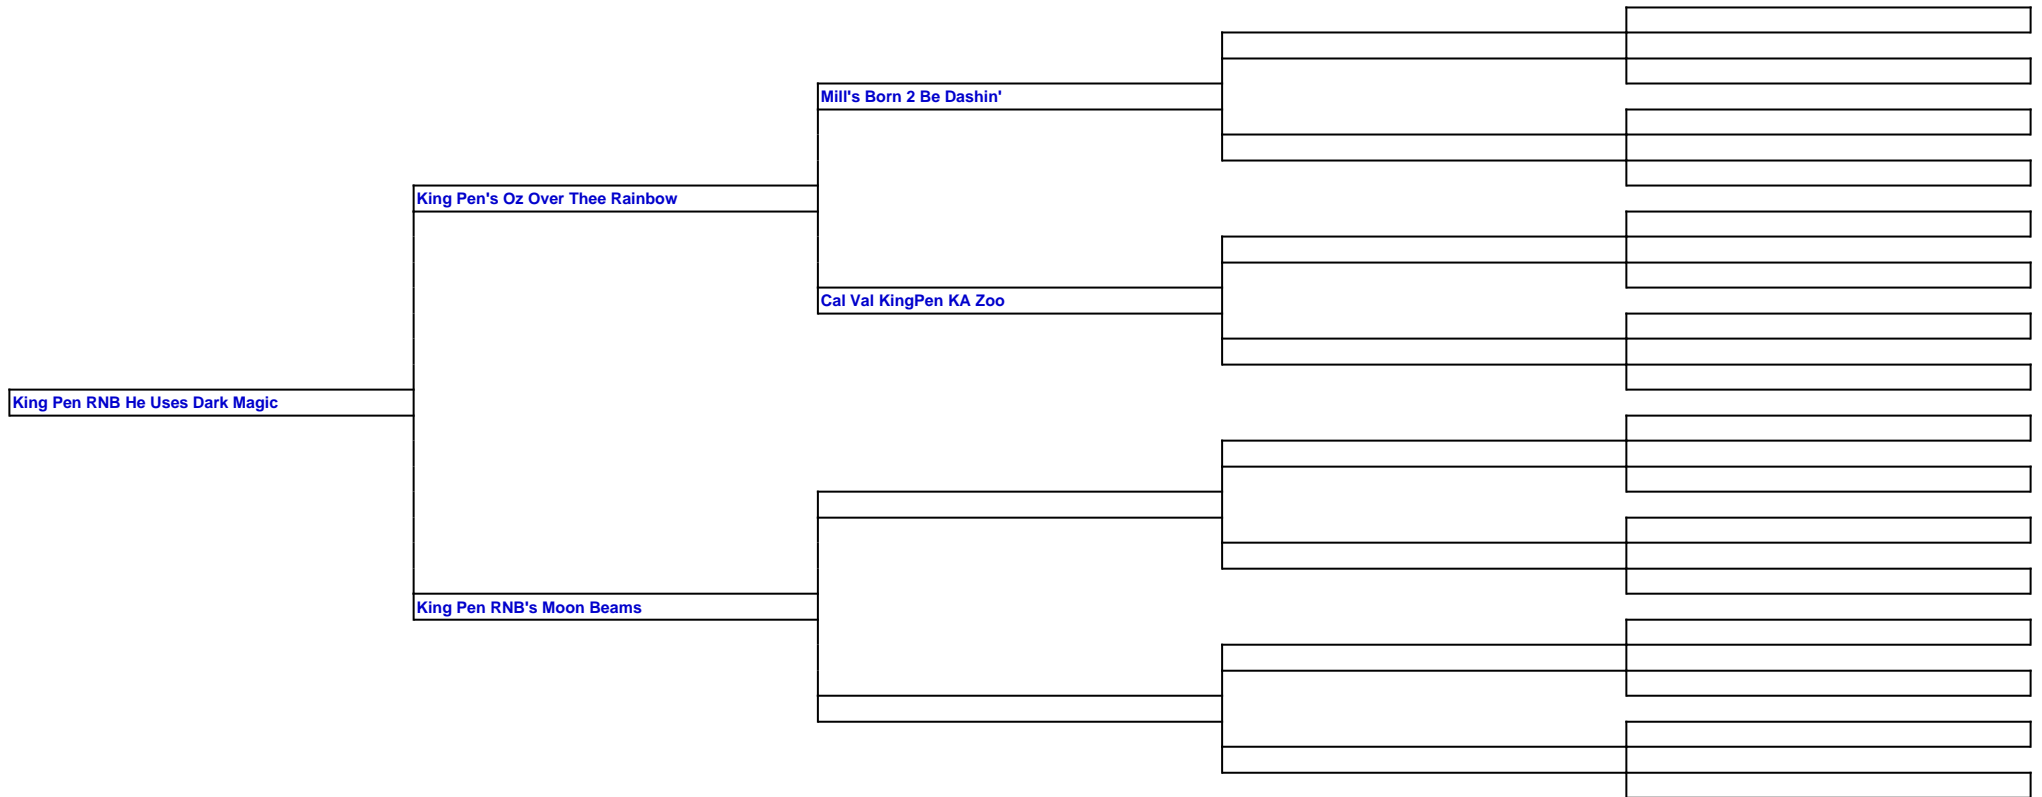 Mill's Born 2 Be Dashin'
King Pen's Oz Over Thee Rainbow
Cal Val KingPen KA Zoo
King Pen RNB He Uses Dark Magic
King Pen RNB's Moon Beams